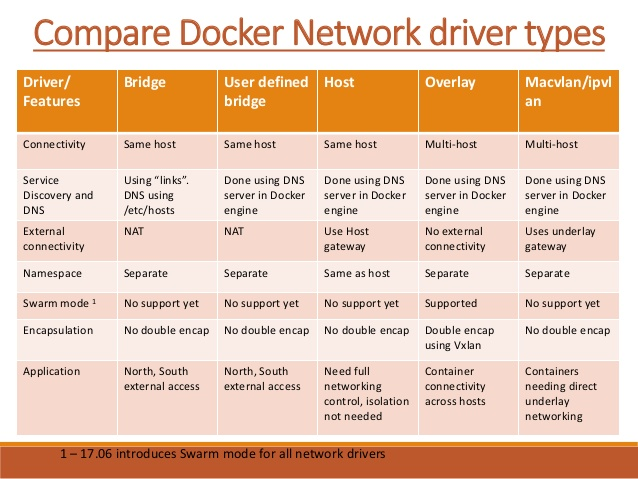 Compare Docker Network driver types
Driver/ Features Bridge User defined bridge Host Overlay Macvlan/ipvlan
Connectivity Same host Same host Same host Multi-host Multi-host
Service Discovery and DNS Using “links”. DNS using /etc/hosts Done using DNS server in Docker engine Done using DNS server in Docker engine Done using DNS server in Docker engine Done using DNS server in Docker engine
External connectivity NAT NAT Use Host gateway No external connectivity Uses underlay gateway
Namespace Separate Separate Same as host Separate Separate
Swarm mode 1 No support yet No support yet No support yet Supported No support yet
Encapsulation No double encap No double encap No double encap Double encap using Vxlan No double encap
Application North, South external access North, South external access Need full networking control, isolation not needed Container connectivity across hosts Containers needing direct underlay networking
1 – 17.06 introduces Swarm mode for all network drivers